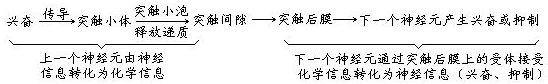 兴奋 传导 突触小体 突触小泡 释放递质 突触间隙 突触后膜 下一个神经元产生兴奋或抑制
上一个神经元由神经
信息转化为化学信息
下一个神经元通过突触后膜上的受体接受
化学信息转化为神经信息(兴奋、抑制)